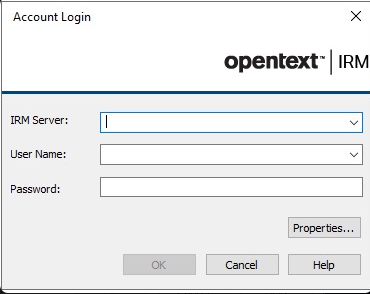 Account Login
opentext™ | IRM
IRM Server:
User Name:
Password:
Properties...
OK Cancel Help